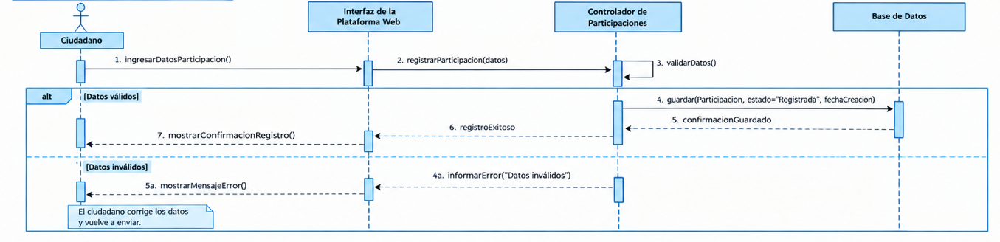 Ciudadano
Interfaz de la
Plataforma Web
Controlador de
Participaciones
Base de Datos
1. ingresarDatosParticipacion()
2. registrarParticipacion(datos)
3. validarDatos()
alt
[Datos válidos]
4. guardar(Participacion, estado="Registrada", fechaCreacion)
5. confirmacionGuardado
6. registroExitoso
7. mostrarConfirmacionRegistro()
[Datos inválidos]
4a. informarError("Datos inválidos")
5a. mostrarMensajeError()
El ciudadano corrige los datos
y vuelve a enviar.